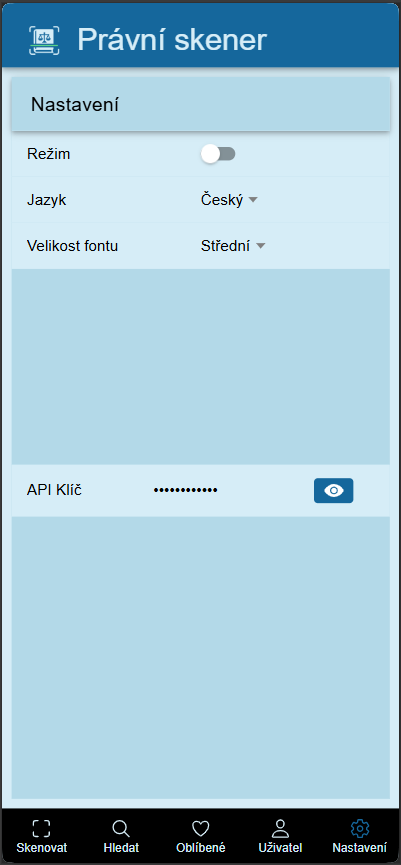 Právní skener
Nastavení
Režim
Jazyk Český
Velikost fontu Střední
API Klíč ••••••••••••
Skenovat Hledat Oblíbené Uživatel Nastavení